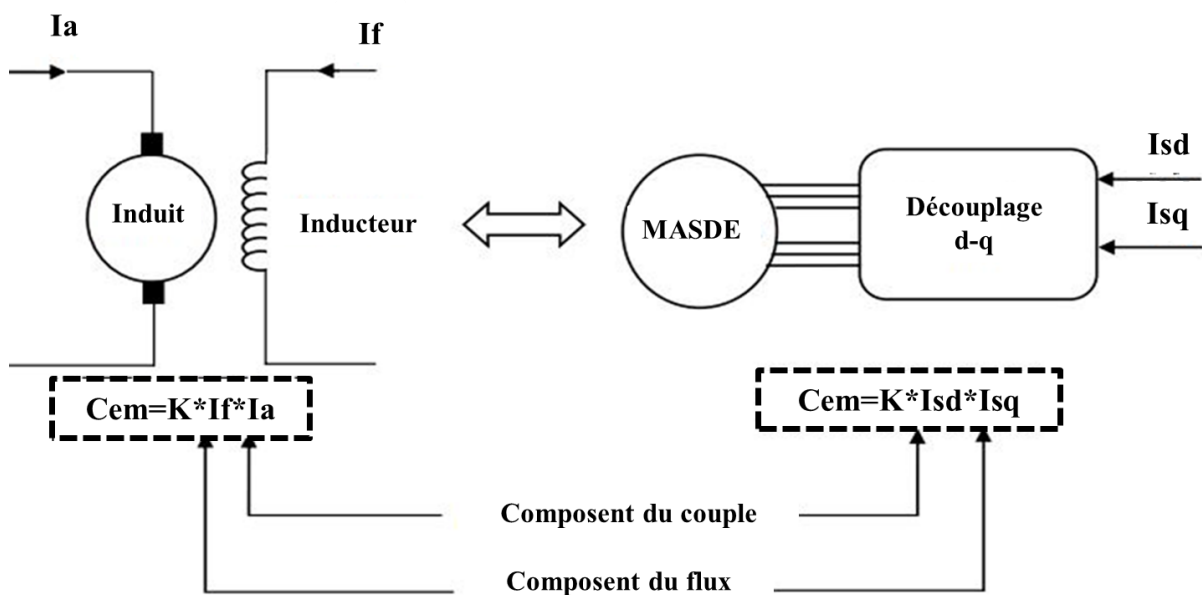 Ia
If
Induit
Inducteur
MASDE
Découplage
d-q
Isd
Isq
Cem=K*If*Ia
Cem=K*Isd*Isq
Composent du couple
Composent du flux